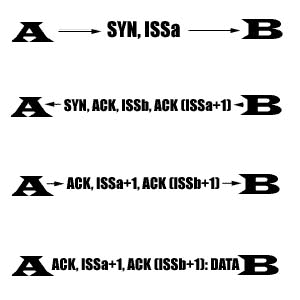 A SYN, ISSa B
A SYN, ACK, ISSb, ACK (ISSa+1) B
A ACK, ISSa+1, ACK (ISSb+1) B
A ACK, ISSa+1, ACK (ISSb+1): DATA B